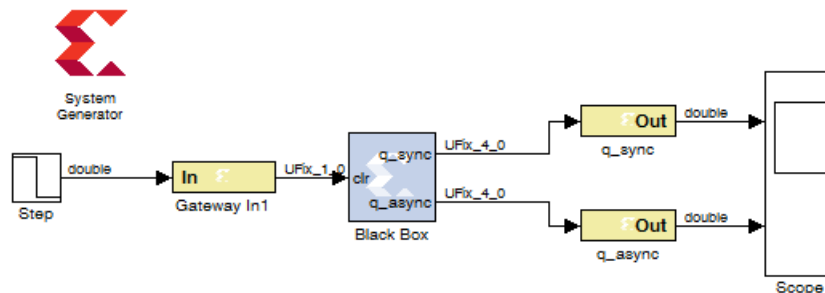 System
Generator
double
Step
In
Gateway In1
UFix_1_0
clr
q_sync
q_async
Black Box
UFix_4_0
UFix_4_0
Out
q_sync
double
Out
q_async
double
Scope